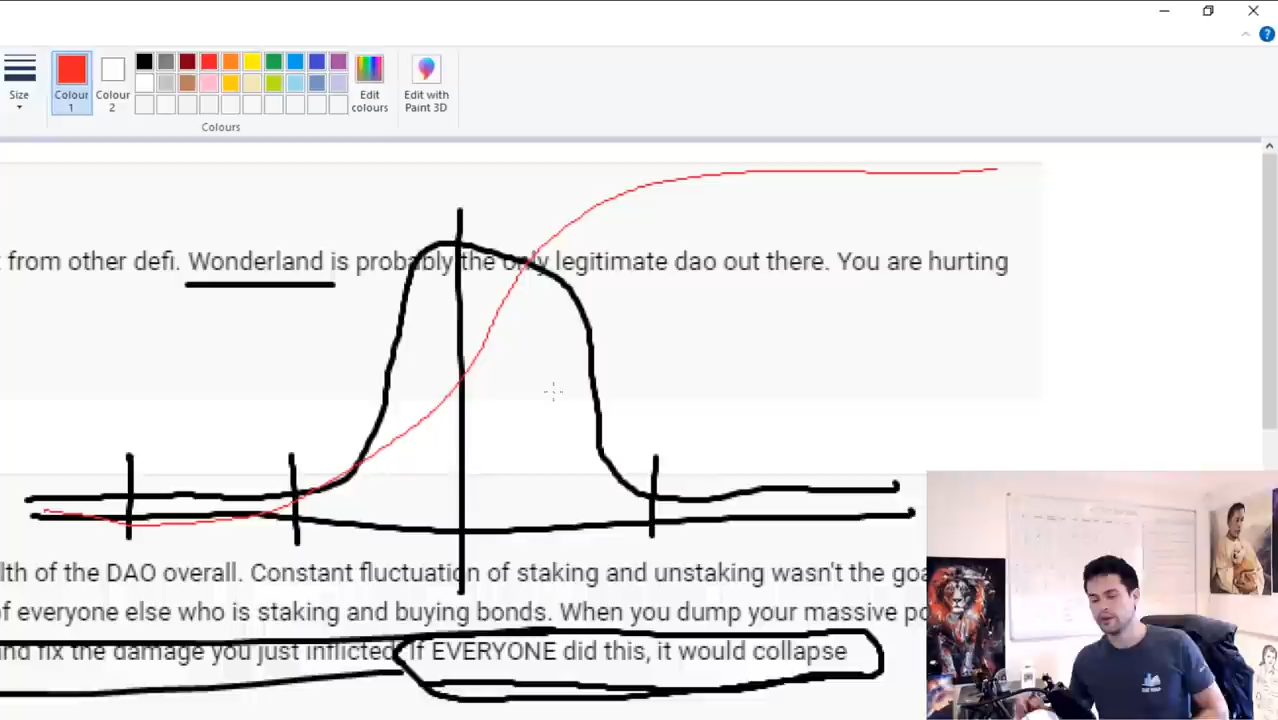 Size
Colour
1
Colour
2
Edit
colours
Edit with
Paint 3D
Colours
from other defi. Wonderland is probably the only legitimate dao out there. You are hurting
lth of the DAO overall. Constant fluctuation of staking and unstaking wasn't the goa
of everyone else who is staking and buying bonds. When you dump your massive po
and fix the damage you just inflicted. If EVERYONE did this, it would collapse